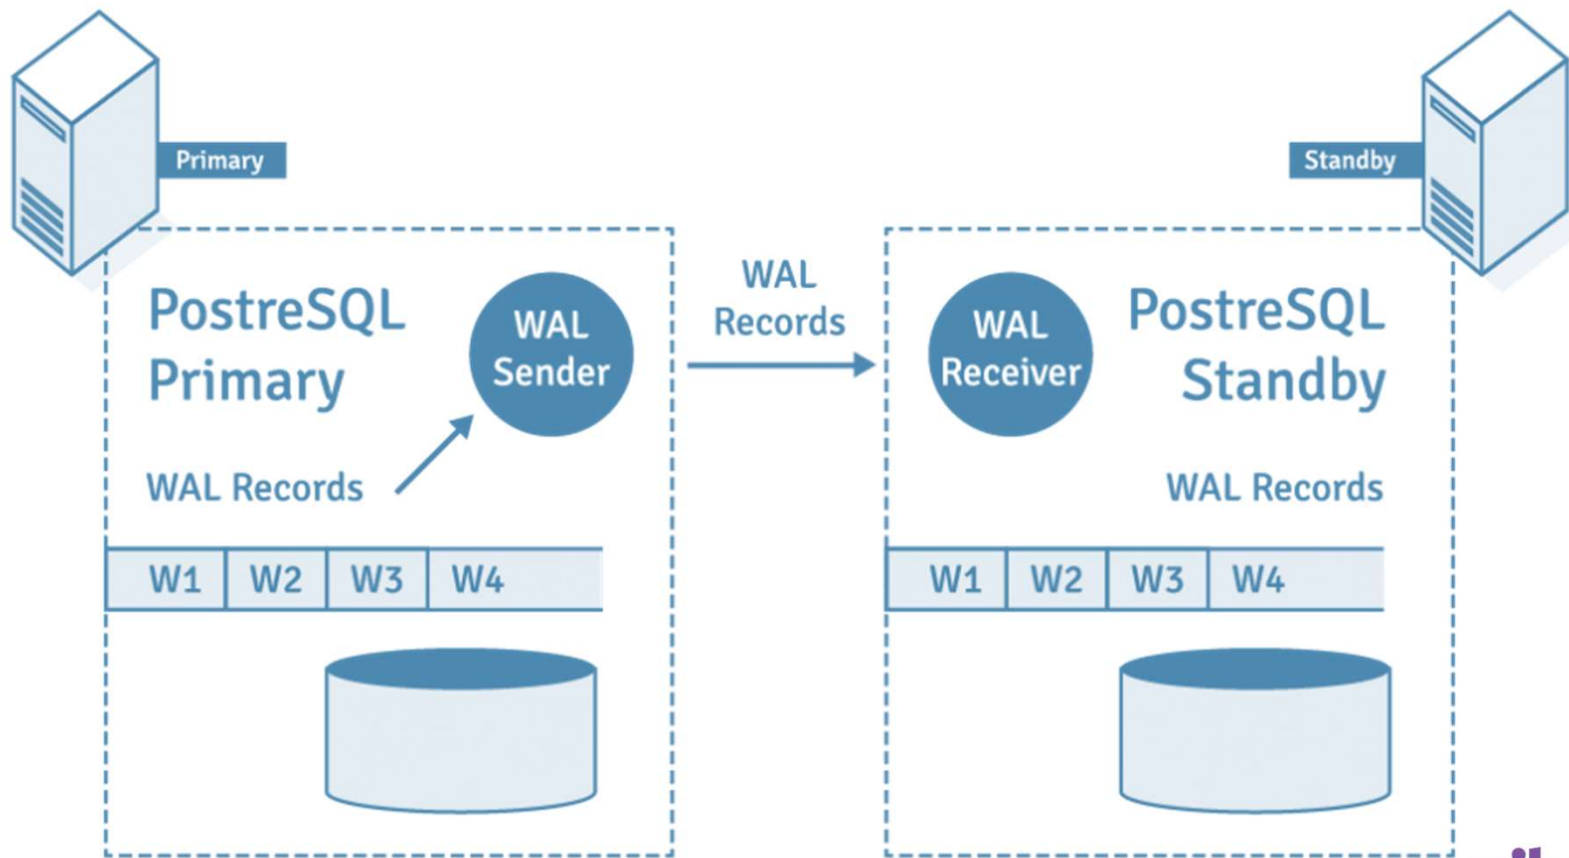 Primary
Standby
PostreSQL
Primary
WAL
Sender
WAL
Records
WAL
Receiver
PostreSQL
Standby
WAL Records
WAL Records
W1 W2 W3 W4
W1 W2 W3 W4